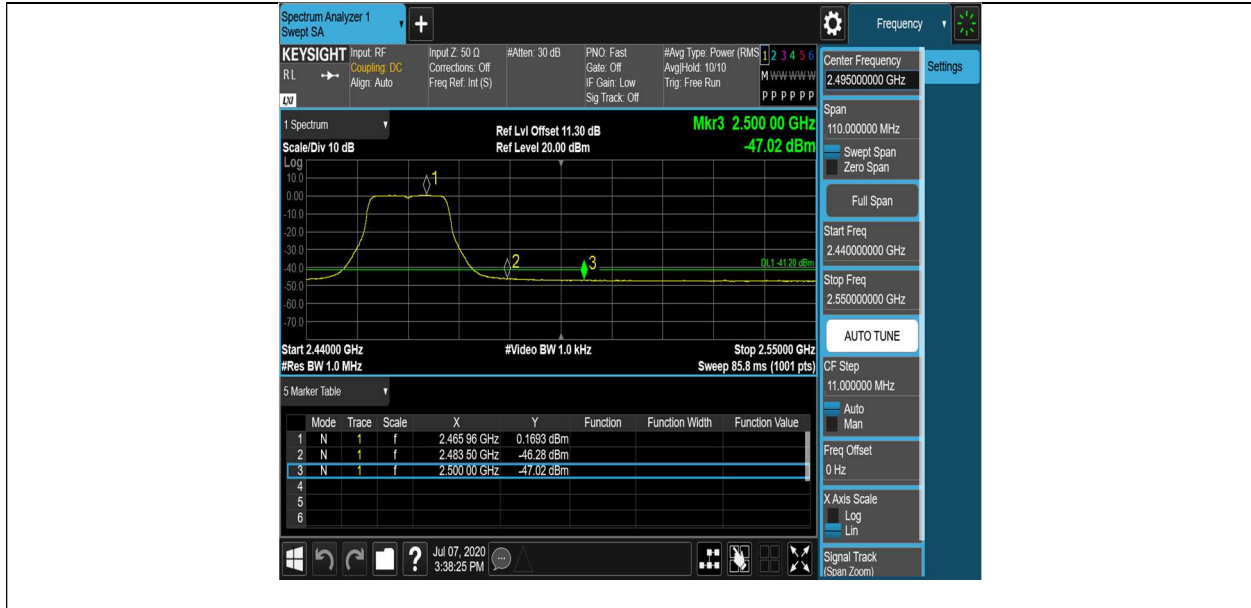 Spectrum Analyzer 1
Swept SA
+
Frequency
KEYSIGHT
RL
LXI
Input: RF
Coupling: DC
Align: Auto
Input Z: 50 Ω
Corrections: Off
Freq Ref: Int (S)
#Atten: 30 dB
PNO: Fast
Gate: Off
IF Gain: Low
Sig Track: Off
#Avg Type: Power (RMS
Avg|Hold: 10/10
Trig: Free Run
1 2 3 4 5 6
M W W W W W
P P P P P P
1 Spectrum
Scale/Div 10 dB
Ref Lvl Offset 11.30 dB
Ref Level 20.00 dBm
Mkr3 2.500 00 GHz
-47.02 dBm
Log
10.0
0.00
-10.0
-20.0
-30.0
-40.0
-50.0
-60.0
-70.0
1
2
3
DL1 -41.20 dBm
Start 2.44000 GHz
#Res BW 1.0 MHz
#Video BW 1.0 kHz
Stop 2.55000 GHz
Sweep 85.8 ms (1001 pts)
5 Marker Table
Mode Trace Scale X Y Function Function Width Function Value
1 N 1 f 2.465 96 GHz 0.1693 dBm
2 N 1 f 2.483 50 GHz -46.28 dBm
3 N 1 f 2.500 00 GHz -47.02 dBm
4
5
6
?
Jul 07, 2020
3:38:25 PM
Center Frequency
2.495000000 GHz
Settings
Span
110.000000 MHz
Swept Span
Zero Span
Full Span
Start Freq
2.440000000 GHz
Stop Freq
2.550000000 GHz
AUTO TUNE
CF Step
11.000000 MHz
Auto
Man
Freq Offset
0 Hz
X Axis Scale
Log
Lin
Signal Track
(Span Zoom)